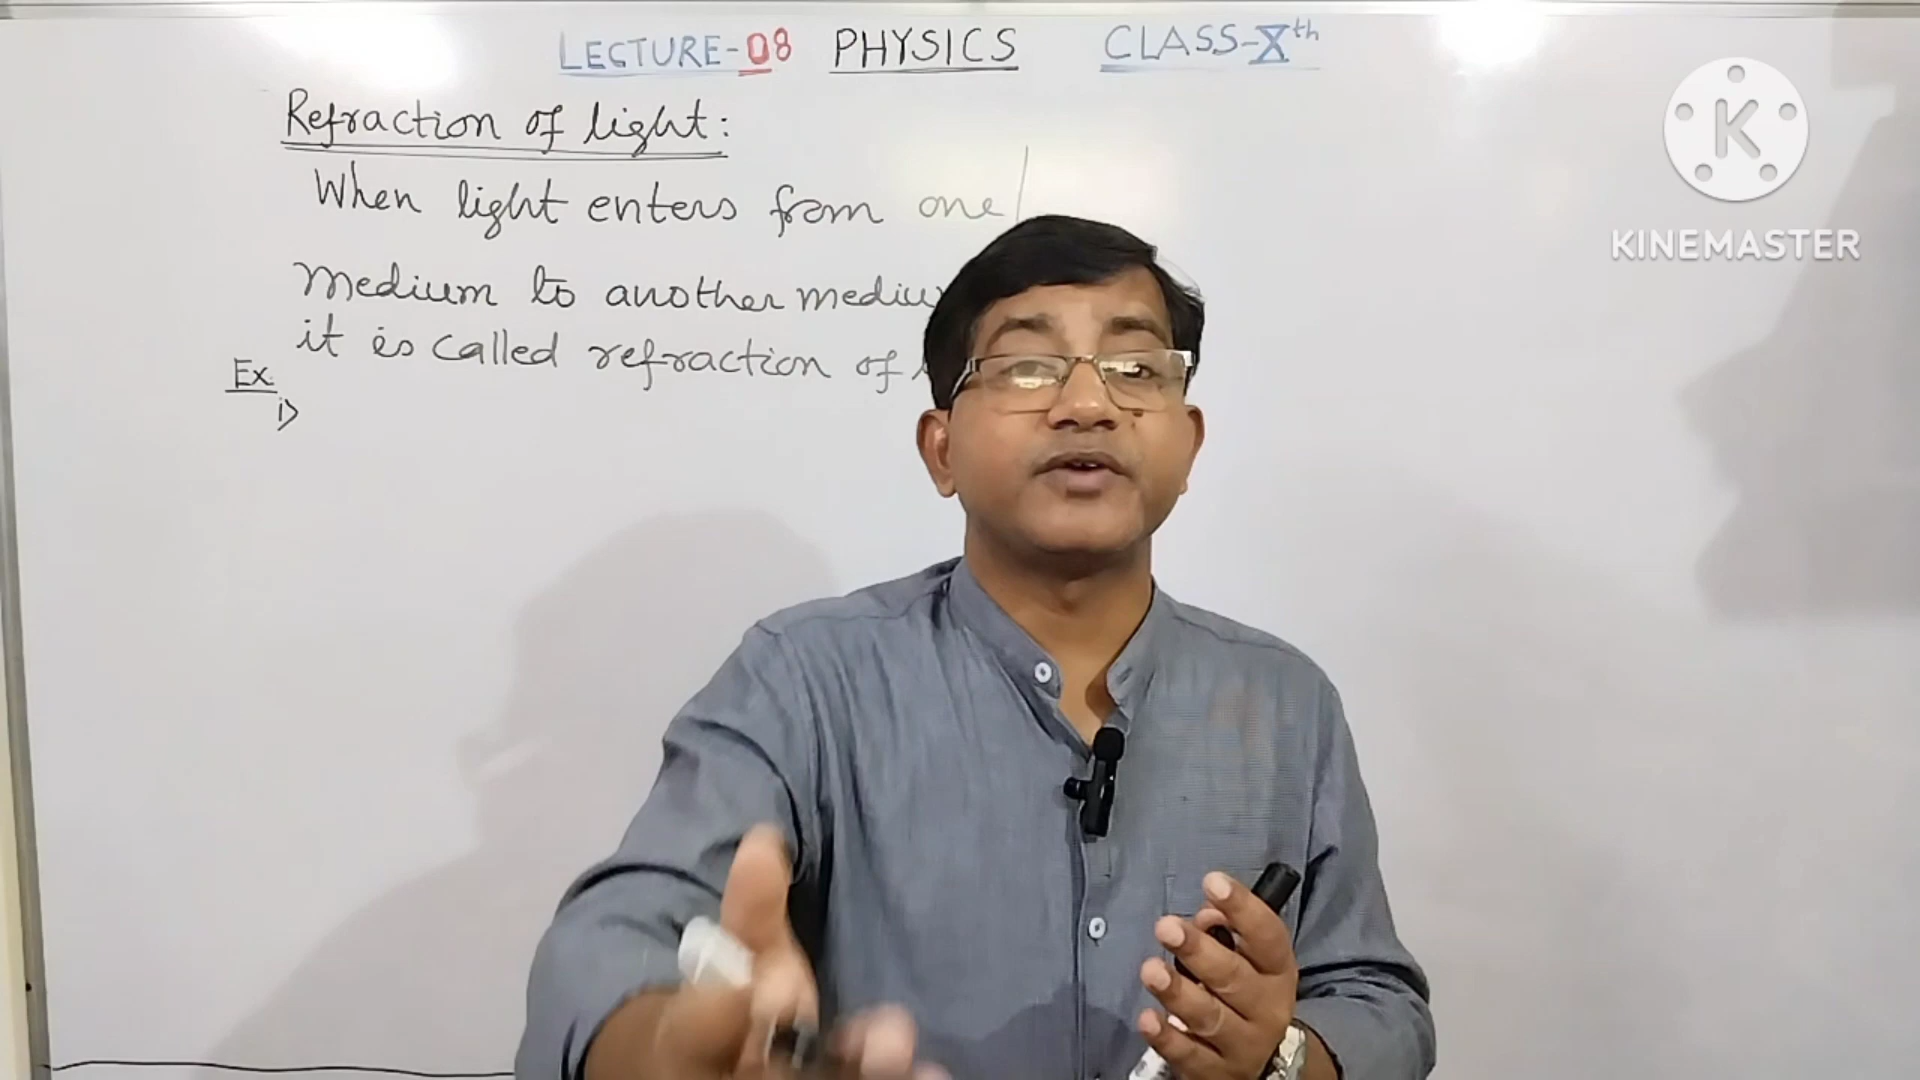 LECTURE-08 PHYSICS CLASS-Xth
Refraction of light:
When light enters from one
Medium to another
it is called refraction of
Ex.
i>
K
KINEMASTER